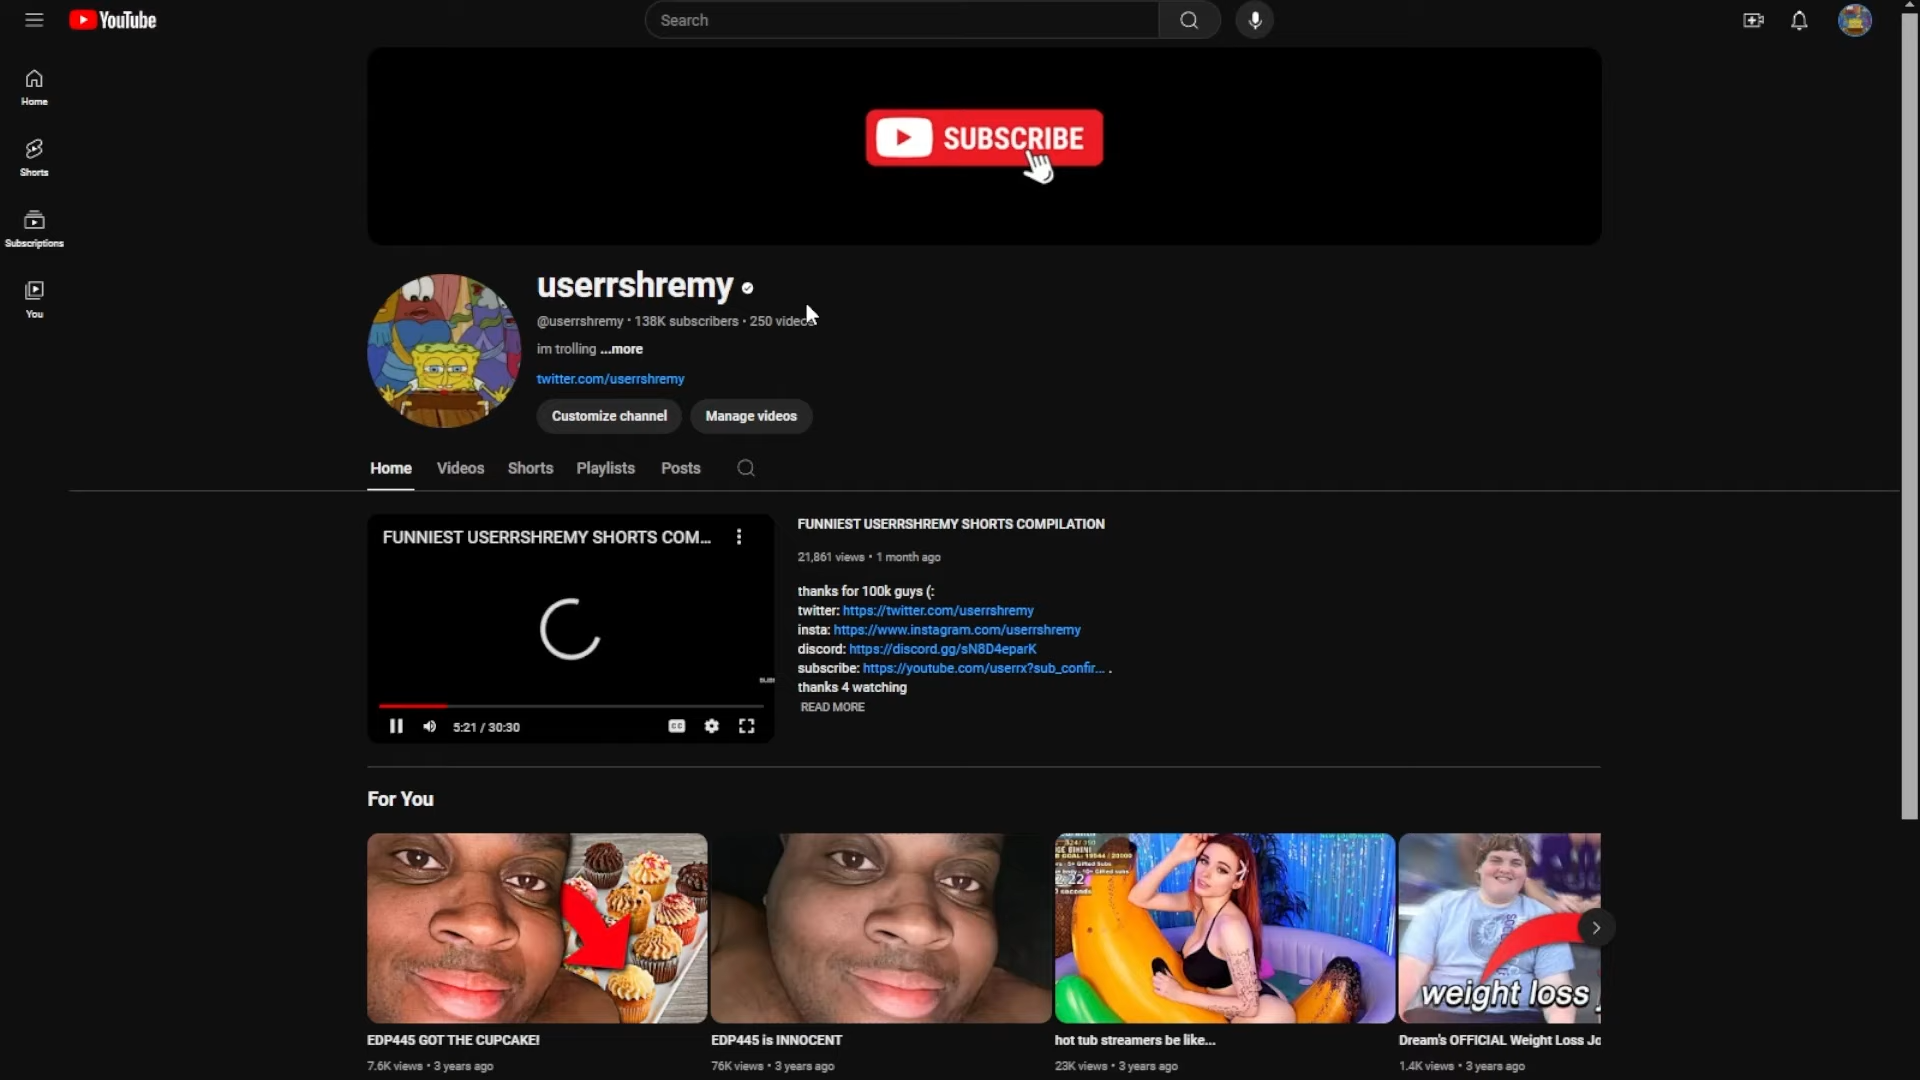 YouTube
Search
Home
Shorts
Subscriptions
You
SUBSCRIBE
userrshremy
@userrshremy • 138K subscribers • 250 videos
im trolling ...more
twitter.com/userrshremy
Customize channel
Manage videos
Home
Videos
Shorts
Playlists
Posts
FUNNIEST USERRSHREMY SHORTS COM...
5:21 / 30:30
CC
FUNNIEST USERRSHREMY SHORTS COMPILATION
21,861 views • 1 month ago
thanks for 100k guys (:
twitter: https://twitter.com/userrshremy
insta: https://www.instagram.com/userrshremy
discord: https://discord.gg/sN8D4eparK
subscribe: https://youtube.com/userrx?sub_confir... .
thanks 4 watching
READ MORE
For You
weight loss
EDP445 GOT THE CUPCAKE!
7.6K views • 3 years ago
EDP445 is INNOCENT
76K views • 3 years ago
hot tub streamers be like...
23K views • 3 years ago
Dream's OFFICIAL Weight Loss Jo
1.4K views • 3 years ago